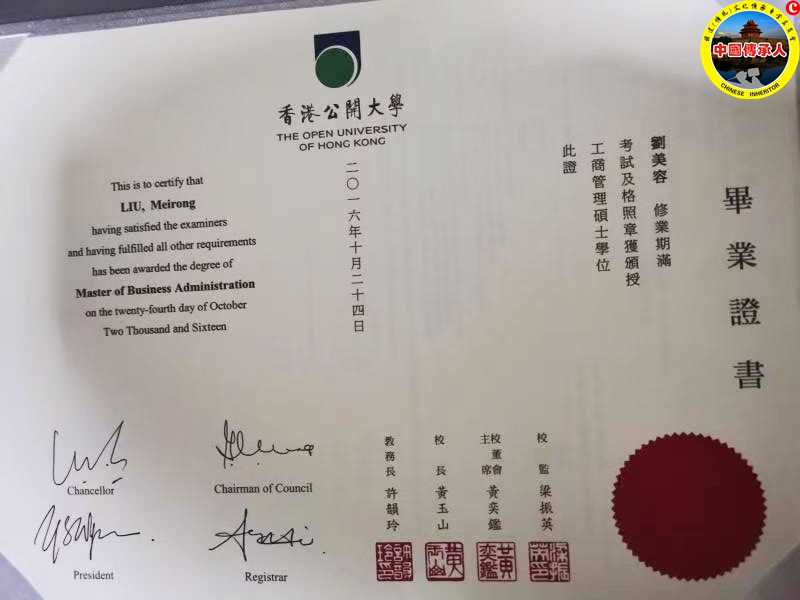 香港公開大學
THE OPEN UNIVERSITY
OF HONG KONG
This is to certify that
LIU, Meirong
having satisfied the examiners
and having fulfilled all other requirements
has been awarded the degree of
Master of Business Administration
on the twenty-fourth day of October
Two Thousand and Sixteen
畢業證書
劉美容 修業期滿
考試及格照章獲頒授
工商管理碩士學位
此證
二〇一六年十月二十四日
Chancellor
Chairman of Council
President
Registrar
校監 梁振英
校董會主席 黃奕鑑
校長 黃玉山
教務長 許韻玲
中國傳承人
CHINESE INHERITOR
C